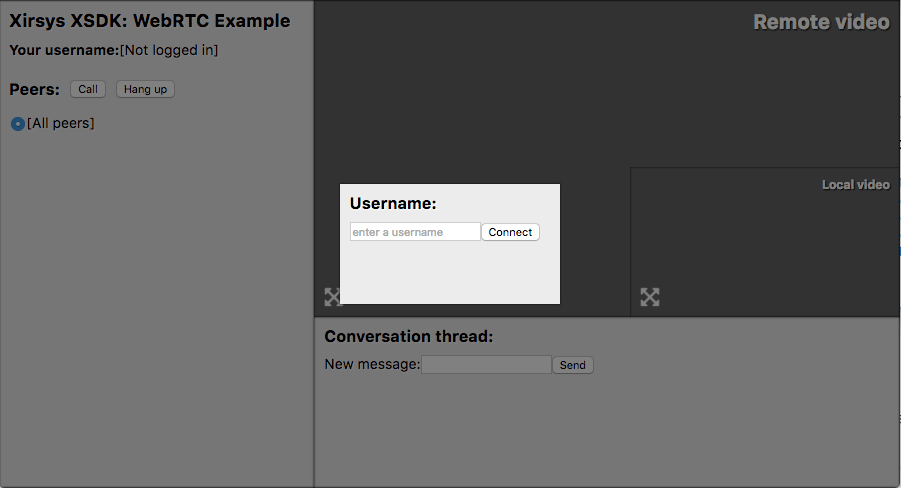 Xirsys XSDK: WebRTC Example
Your username:[Not logged in]
Peers: Call Hang up
[All peers]
Remote video
Local video
Username:
enter a username Connect
Conversation thread:
New message: Send